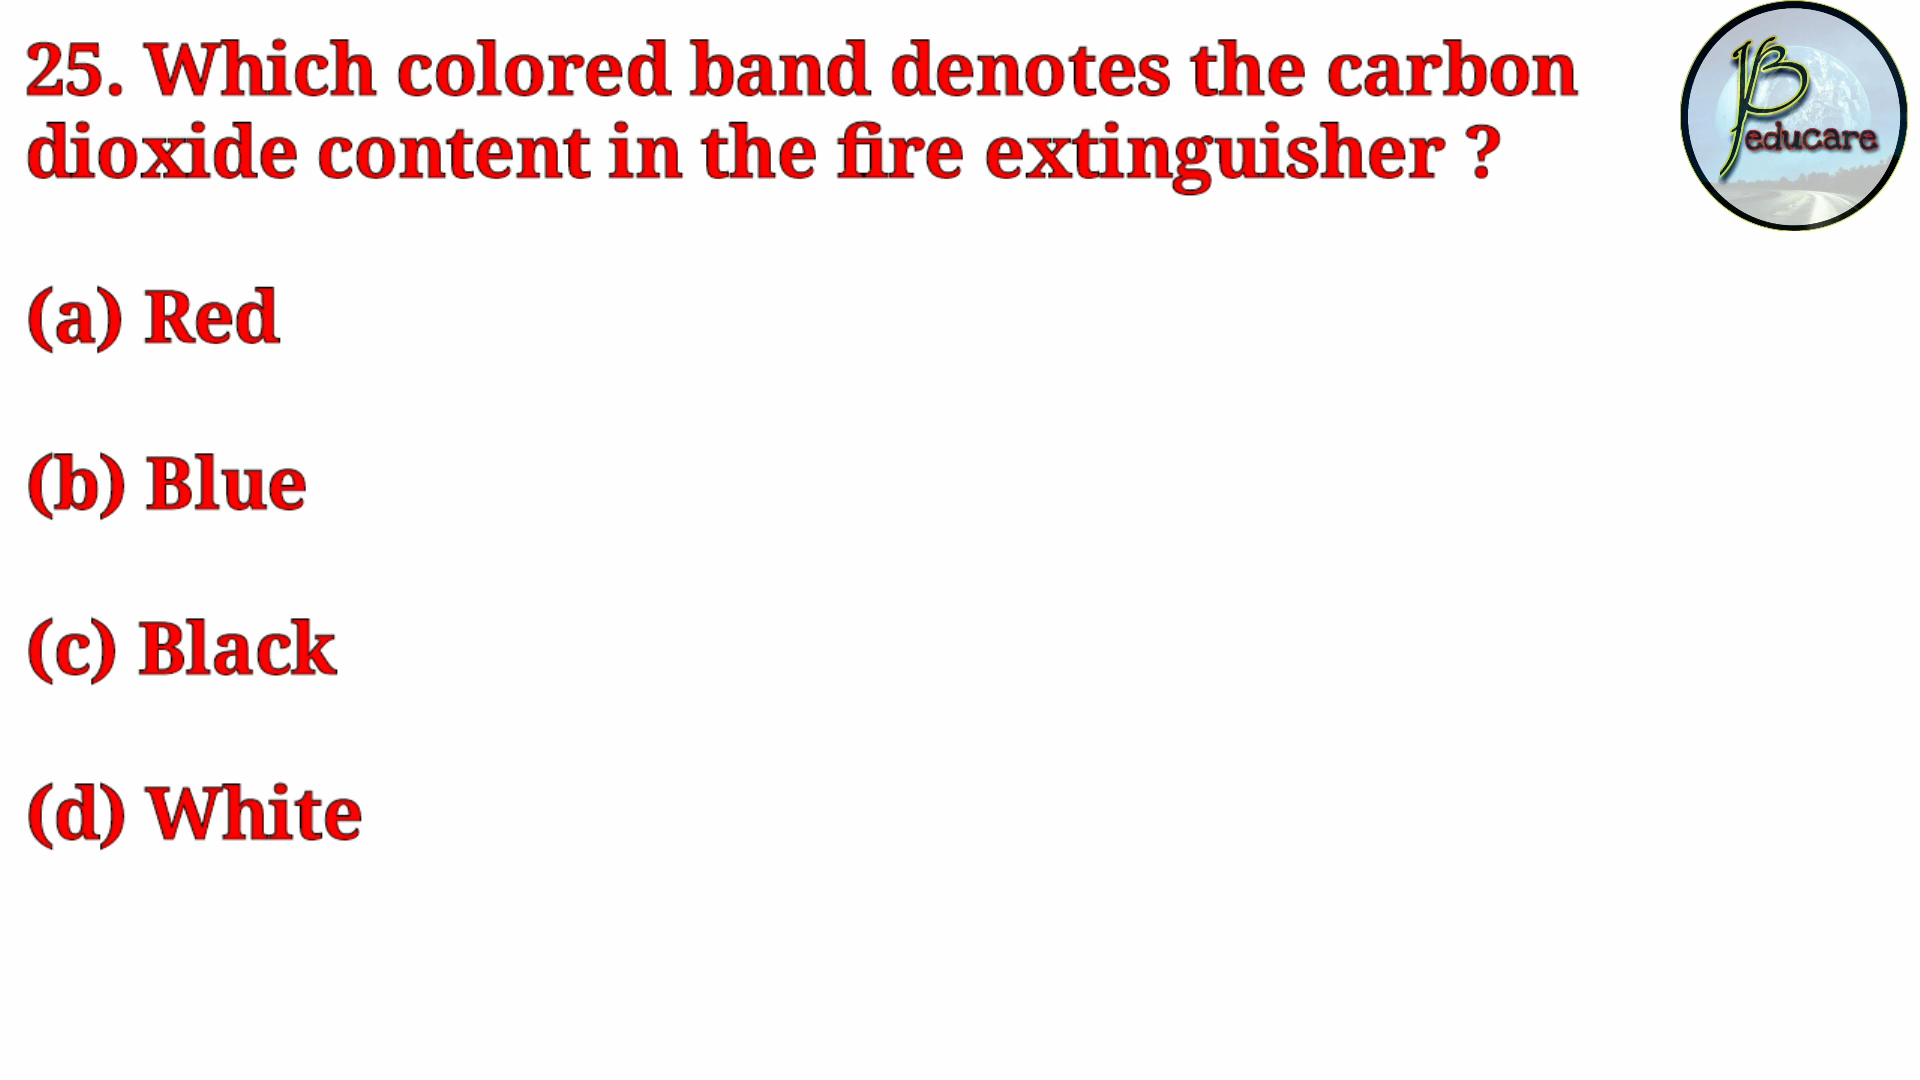 25. Which colored band denotes the carbon
dioxide content in the fire extinguisher ?
(a) Red
(b) Blue
(c) Black
(d) White
educare